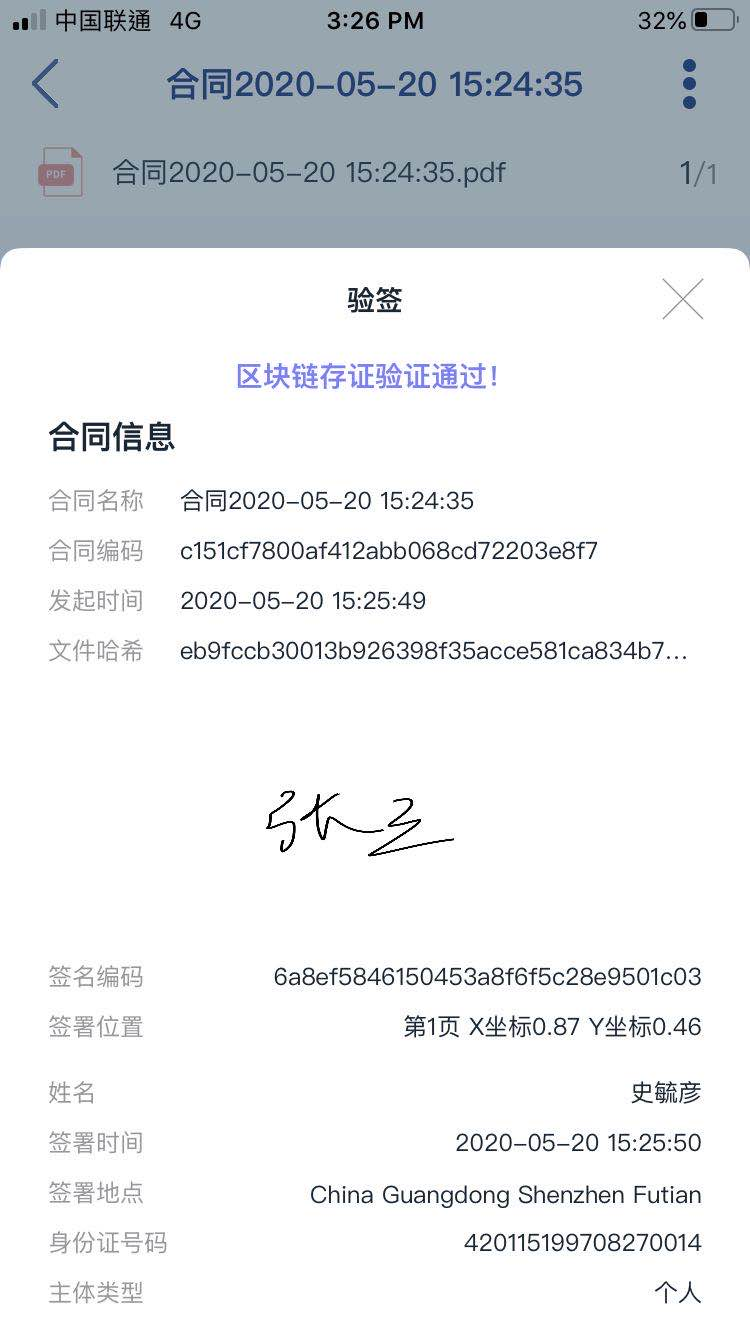 中国联通 4G 3:26 PM 32%
合同2020-05-20 15:24:35
PDF 合同2020-05-20 15:24:35.pdf 1/1
验签
区块链存证验证通过！
合同信息
合同名称 合同2020-05-20 15:24:35
合同编码 c151cf7800af412abb068cd72203e8f7
发起时间 2020-05-20 15:25:49
文件哈希 eb9fccb30013b926398f35acce581ca834b7...
张三
签名编码 6a8ef5846150453a8f6f5c28e9501c03
签署位置 第1页 X坐标0.87 Y坐标0.46
姓名 史毓彦
签署时间 2020-05-20 15:25:50
签署地点 China Guangdong Shenzhen Futian
身份证号码 420115199708270014
主体类型 个人